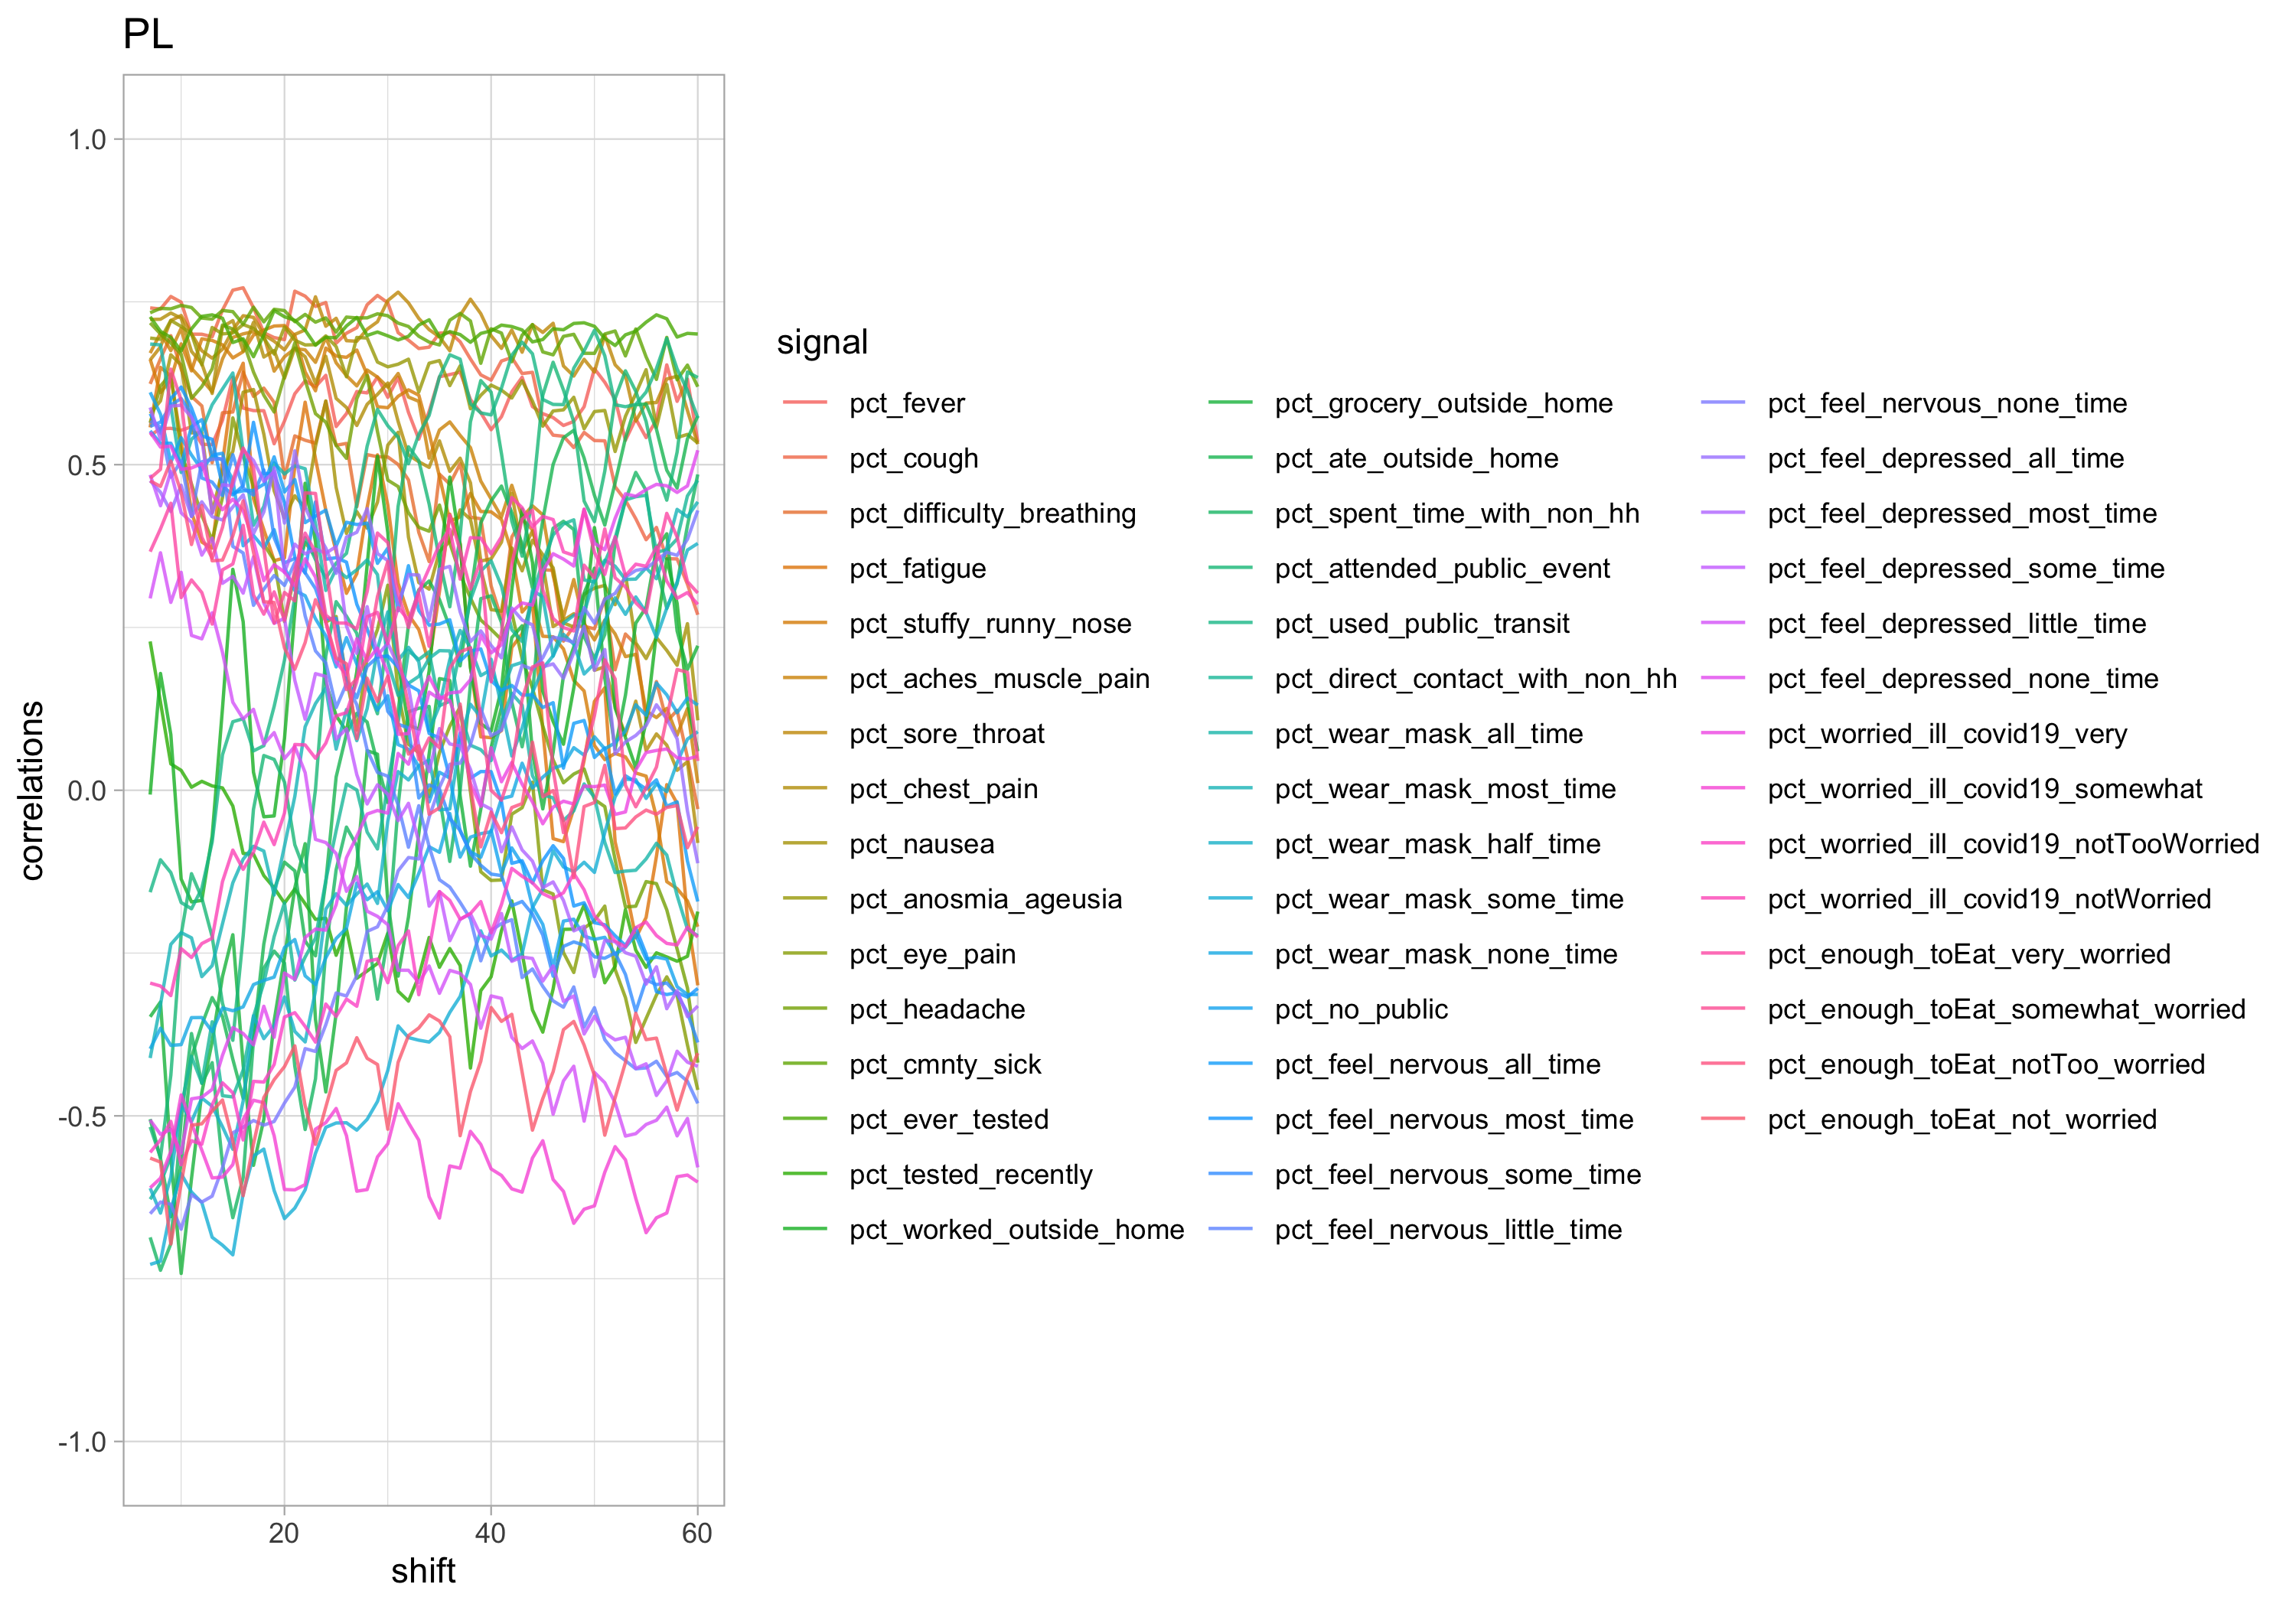 PL
1.0
0.5
0.0
-0.5
-1.0
correlations
20
40
60
shift
signal
pct_fever
pct_cough
pct_difficulty_breathing
pct_fatigue
pct_stuffy_runny_nose
pct_aches_muscle_pain
pct_sore_throat
pct_chest_pain
pct_nausea
pct_anosmia_ageusia
pct_eye_pain
pct_headache
pct_cmnty_sick
pct_ever_tested
pct_tested_recently
pct_worked_outside_home
pct_grocery_outside_home
pct_ate_outside_home
pct_spent_time_with_non_hh
pct_attended_public_event
pct_used_public_transit
pct_direct_contact_with_non_hh
pct_wear_mask_all_time
pct_wear_mask_most_time
pct_wear_mask_half_time
pct_wear_mask_some_time
pct_wear_mask_none_time
pct_no_public
pct_feel_nervous_all_time
pct_feel_nervous_most_time
pct_feel_nervous_some_time
pct_feel_nervous_little_time
pct_feel_nervous_none_time
pct_feel_depressed_all_time
pct_feel_depressed_most_time
pct_feel_depressed_some_time
pct_feel_depressed_little_time
pct_feel_depressed_none_time
pct_worried_ill_covid19_very
pct_worried_ill_covid19_somewhat
pct_worried_ill_covid19_notTooWorried
pct_worried_ill_covid19_notWorried
pct_enough_toEat_very_worried
pct_enough_toEat_somewhat_worried
pct_enough_toEat_notToo_worried
pct_enough_toEat_not_worried